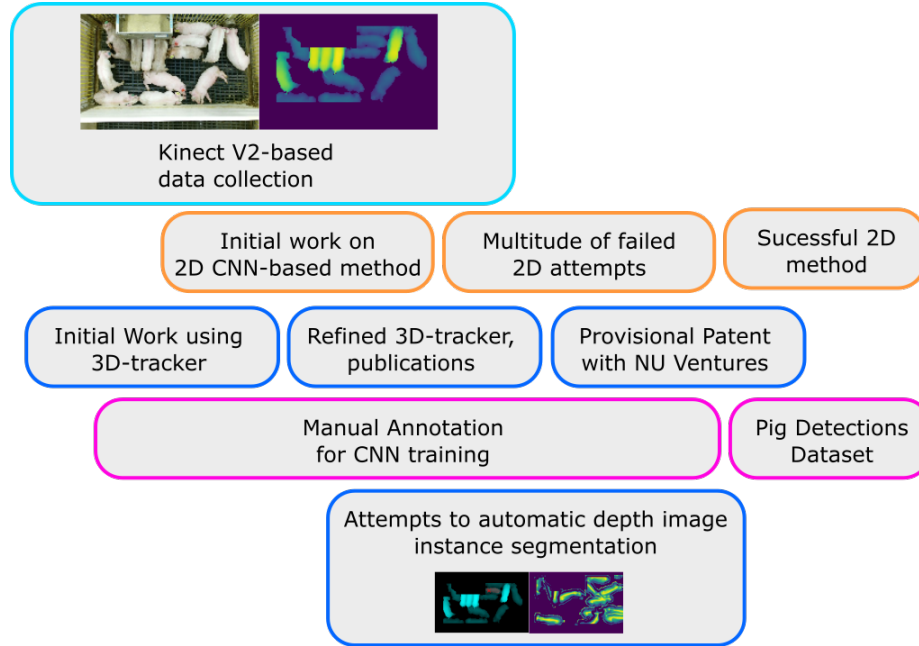 Kinect V2-based
data collection
Initial work on
2D CNN-based method
Multitude of failed
2D attempts
Sucessful 2D
method
Initial Work using
3D-tracker
Refined 3D-tracker,
publications
Provisional Patent
with NU Ventures
Manual Annotation
for CNN training
Pig Detections
Dataset
Attempts to automatic depth image
instance segmentation